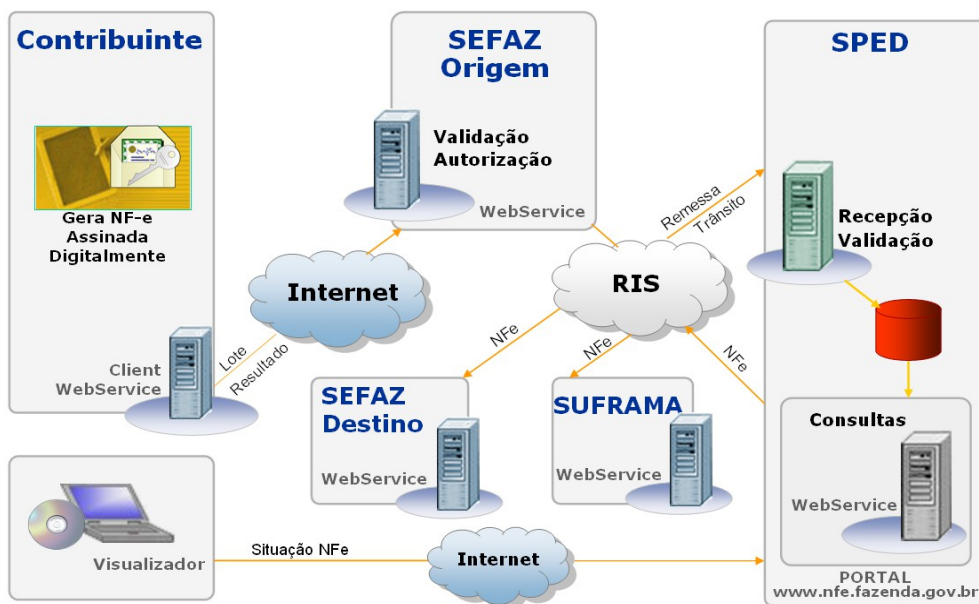 Contribuinte
Gera NF-e
Assinada
Digitalmente
Client
WebService
Lote
Resultado
Internet
SEFAZ
Origem
Validação
Autorização
WebService
RIS
Remessa
Trânsito
NFe
NFe
NFe
SEFAZ
Destino
WebService
SUFRAMA
WebService
SPED
Recepção
Validação
Consultas
WebService
PORTAL
www.nfe.fazenda.gov.br
Visualizador
Situação NFe
Internet